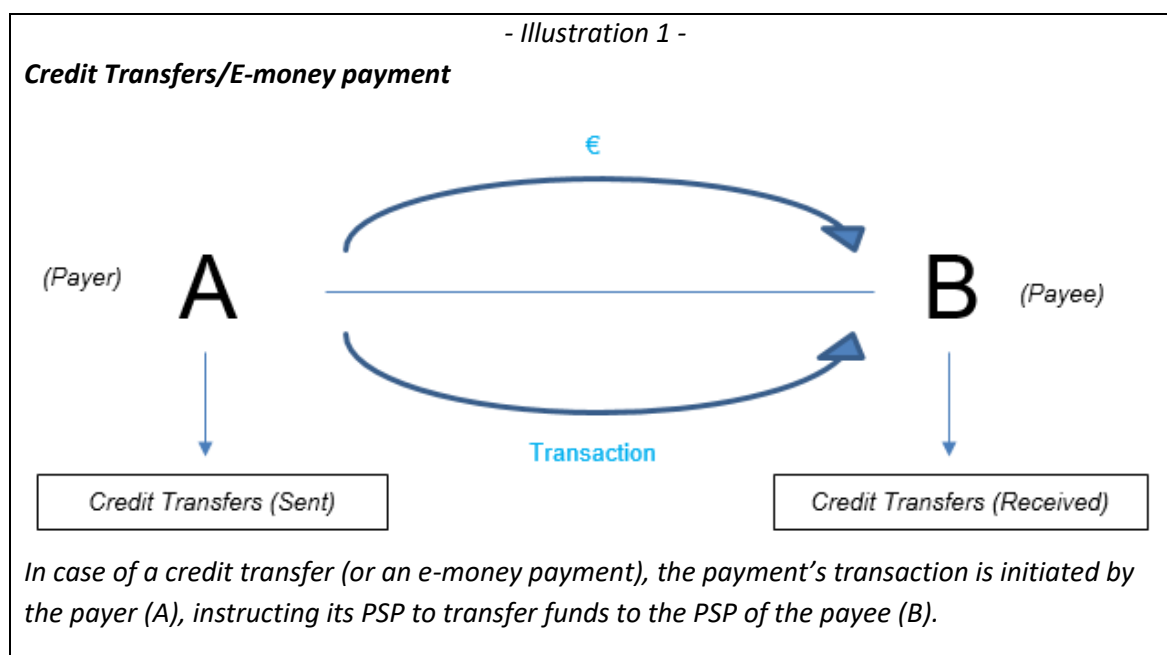 - Illustration 1 -
Credit Transfers/E-money payment
€
(Payer) A B (Payee)
Transaction
Credit Transfers (Sent) Credit Transfers (Received)
In case of a credit transfer (or an e-money payment), the payment’s transaction is initiated by
the payer (A), instructing its PSP to transfer funds to the PSP of the payee (B).